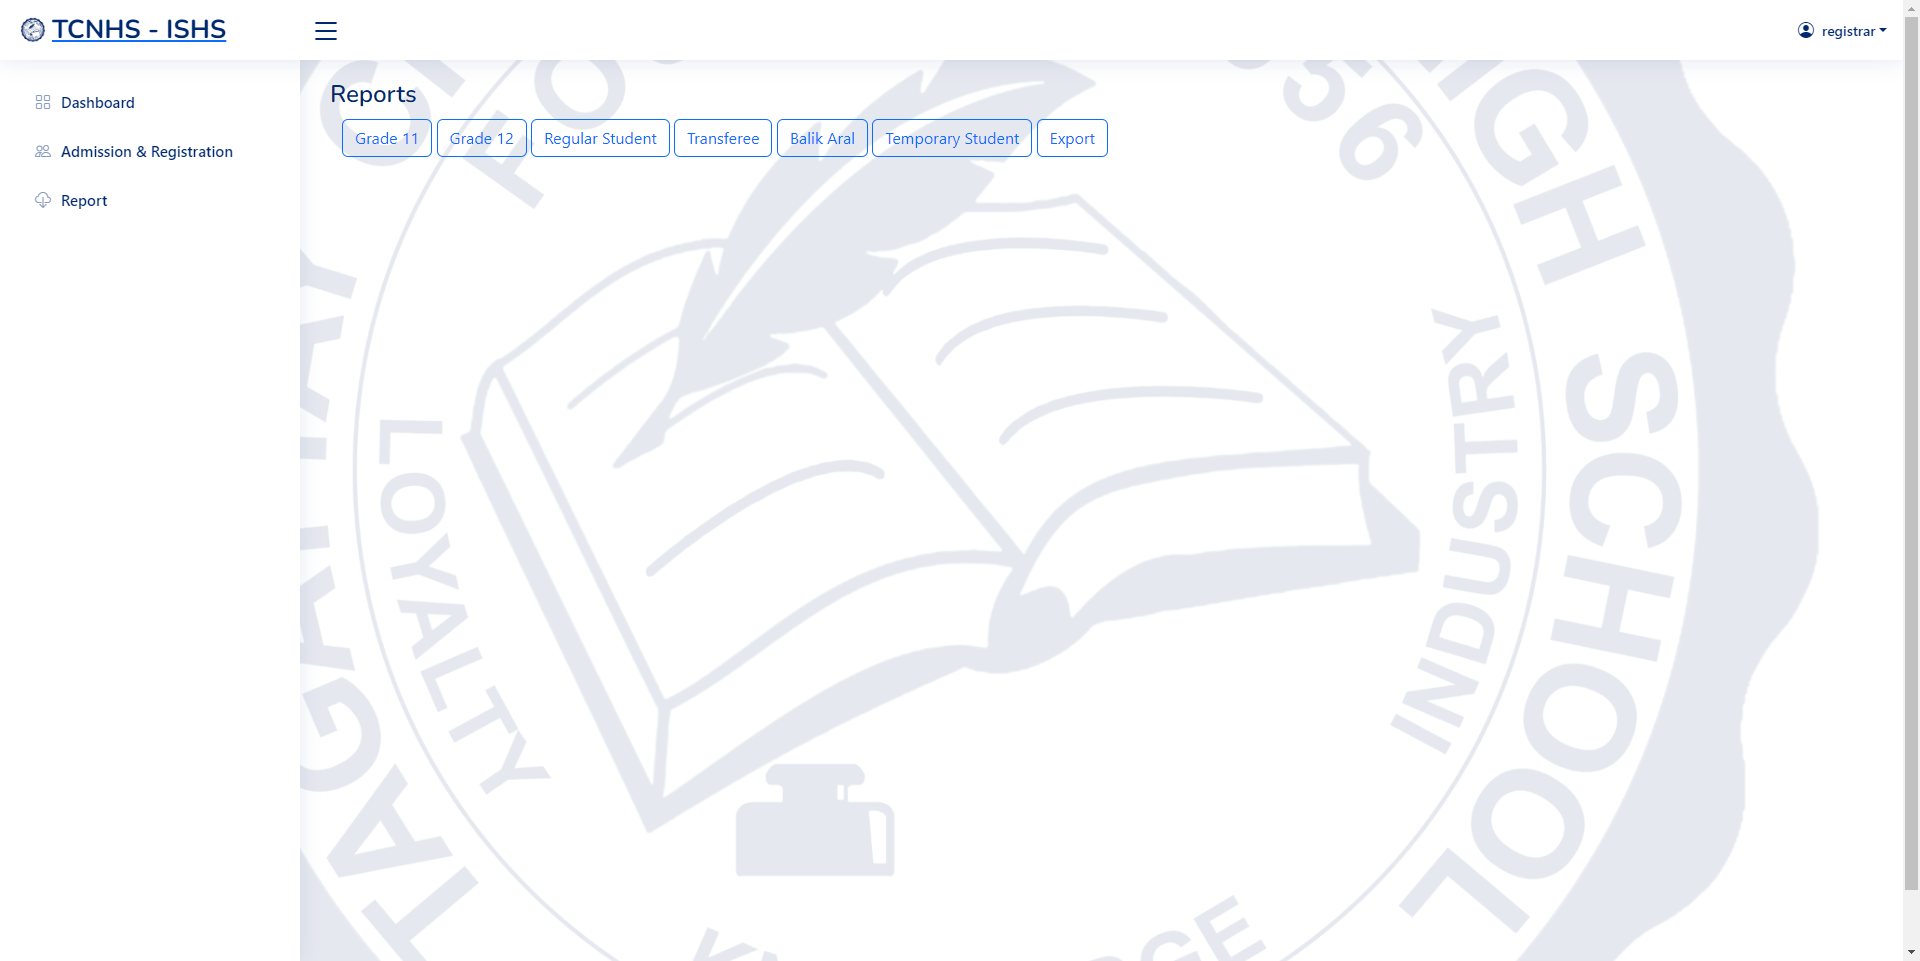 TCNHS - ISHS
registrar
Dashboard
Admission & Registration
Report
Reports
Grade 11
Grade 12
Regular Student
Transferee
Balik Aral
Temporary Student
Export
HIGH SCHOOL
LOYALTY
INDUSTRY